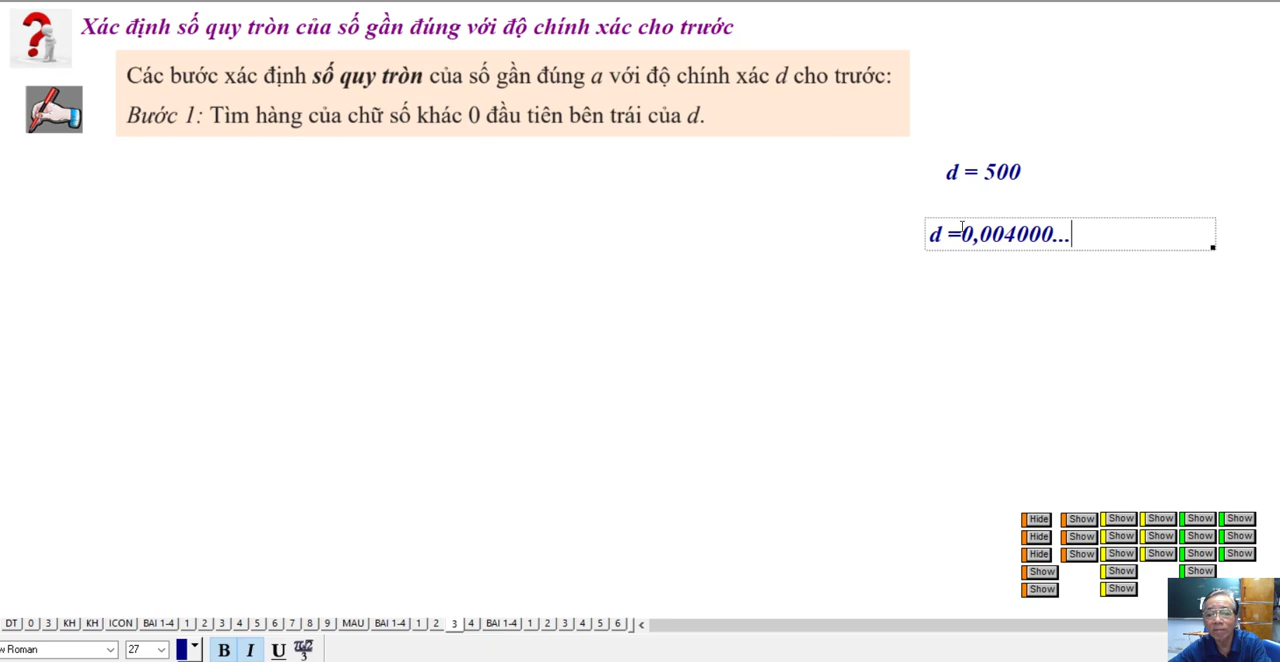 Xác định số quy tròn của số gần đúng với độ chính xác cho trước
Các bước xác định số quy tròn của số gần đúng a với độ chính xác d cho trước:
Bước 1: Tìm hàng của chữ số khác 0 đầu tiên bên trái của d.
d = 500
d =0,004000...
Hide Show Show Show Show Show
Hide Show Show Show Show Show
Hide Show Show Show Show Show
Show Show Show
Show Show
DT 0 3 KH KH ICON BAI 1-4 1 2 3 4 5 6 7 8 9 MAU BAI 1-4 1 2 3 4 BAI 1-4 1 2 3 4 5 6
w Roman 27 B I U